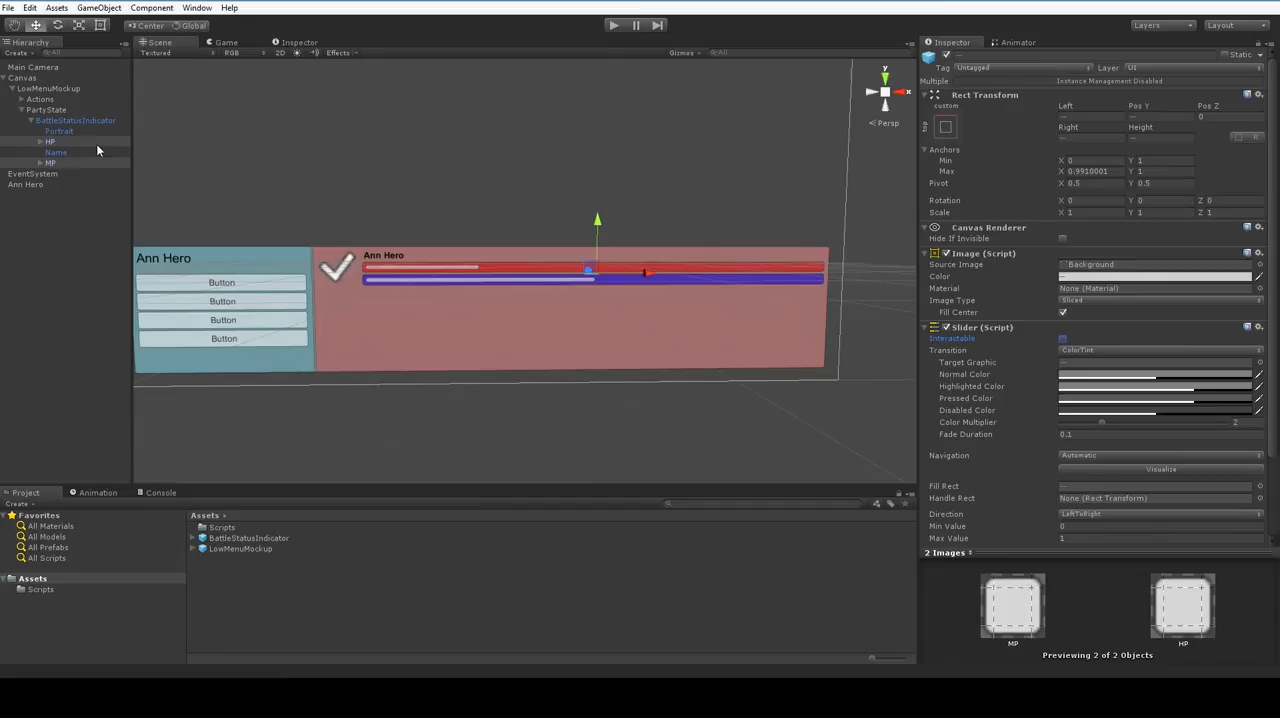 File Edit Assets GameObject Component Window Help
Center Global Layers Layout
Hierarchy Scene Game Inspector Inspector Animator
Create All Textured RGB 2D Effects Gizmos All
Static
Tag Untagged Layer UI
Multiple Instance Management Disabled
Main Camera
Canvas
LowMenuMockup
Actions
PartyState
BattleStatusIndicator
Portrait
HP
Name
MP
EventSystem
Ann Hero
y
x
Persp
Ann Hero
Button
Button
Button
Button
Ann Hero
Rect Transform
custom Left Pos Y Pos Z
top — — 0
Right Height
— — R
Anchors
Min X 0 Y 1
Max X 0.9910001 Y 1
Pivot X 0.5 Y 0.5
Rotation X 0 Y 0 Z 0
Scale X 1 Y 1 Z 1
Canvas Renderer
Hide If Invisible
Image (Script)
Source Image Background
Color
Material None (Material)
Image Type Sliced
Fill Center
Slider (Script)
Interactable
Transition ColorTint
Target Graphic —
Normal Color
Highlighted Color
Pressed Color
Disabled Color
Color Multiplier 2
Fade Duration 0.1
Navigation Automatic
Visualize
Fill Rect —
Handle Rect None (Rect Transform)
Direction LeftToRight
Min Value 0
Max Value 1
2 Images
MP HP
Previewing 2 of 2 Objects
Project Animation Console
Create
Favorites
All Materials
All Models
All Prefabs
All Scripts
Assets
Scripts
Assets
Scripts
BattleStatusIndicator
LowMenuMockup